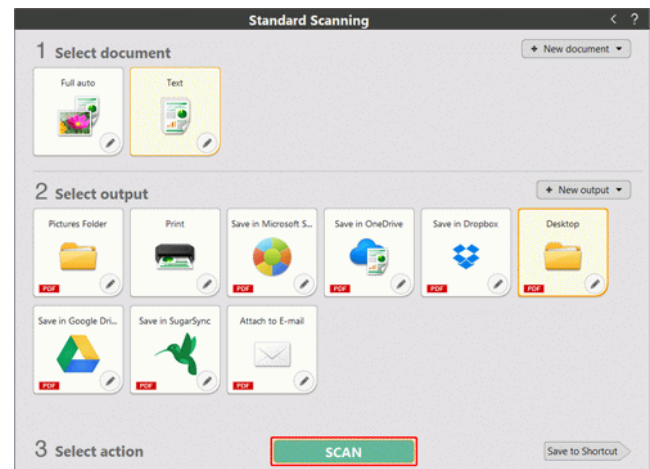 Standard Scanning < ?
1 Select document + New document
Full auto Text
2 Select output + New output
Pictures Folder Print Save in Microsoft S... Save in OneDrive Save in Dropbox Desktop
PDF PDF PDF PDF PDF
Save in Google Dri... Save in SugarSync Attach to E-mail
PDF PDF PDF
3 Select action SCAN Save to Shortcut